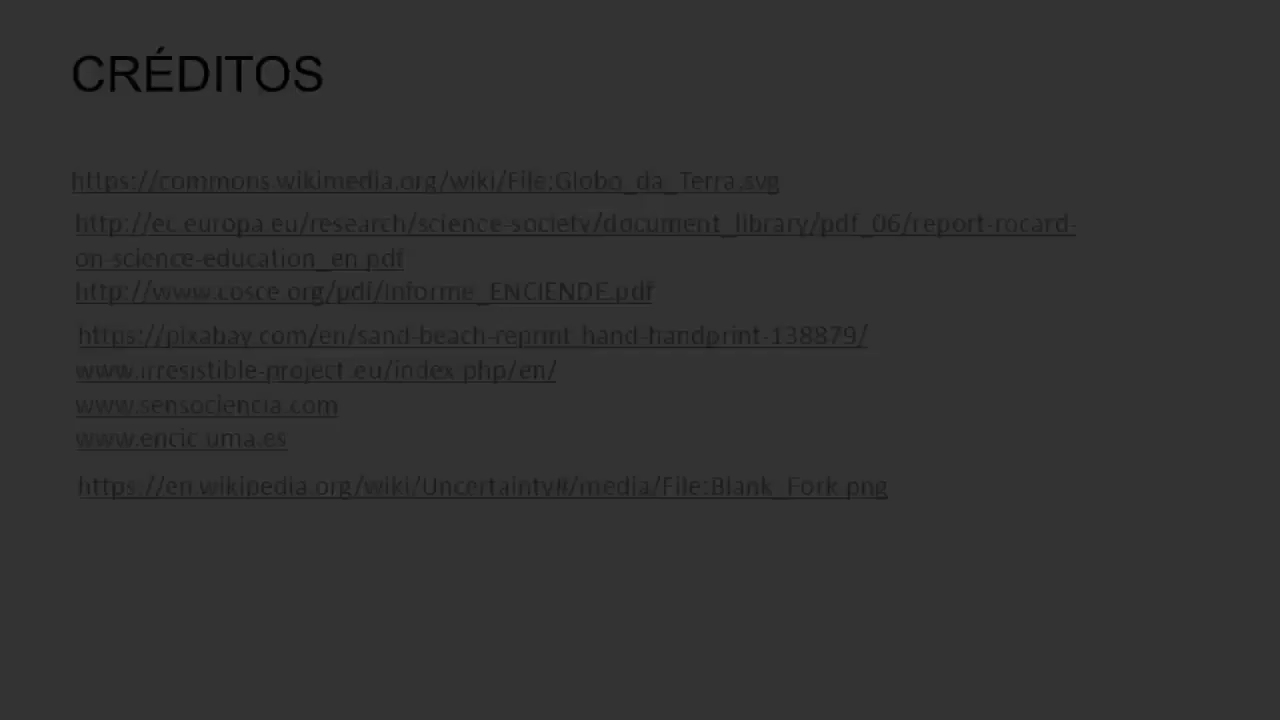 CRÉDITOS
https://commons.wikimedia.org/wiki/File:Globo_da_Terra.svg
http://ec.europa.eu/research/science-society/document_library/pdf_06/report-rocard-
on-science-education_en.pdf
http://www.cosce.org/pdf/Informe_ENCIENDE.pdf
https://pixabay.com/en/sand-beach-reprint-hand-handprint-138879/
www.irresistible-project.eu/index.php/en/
www.sensociencia.com
www.encic.uma.es
https://en.wikipedia.org/wiki/Uncertainty#/media/File:Blank_Fork.png